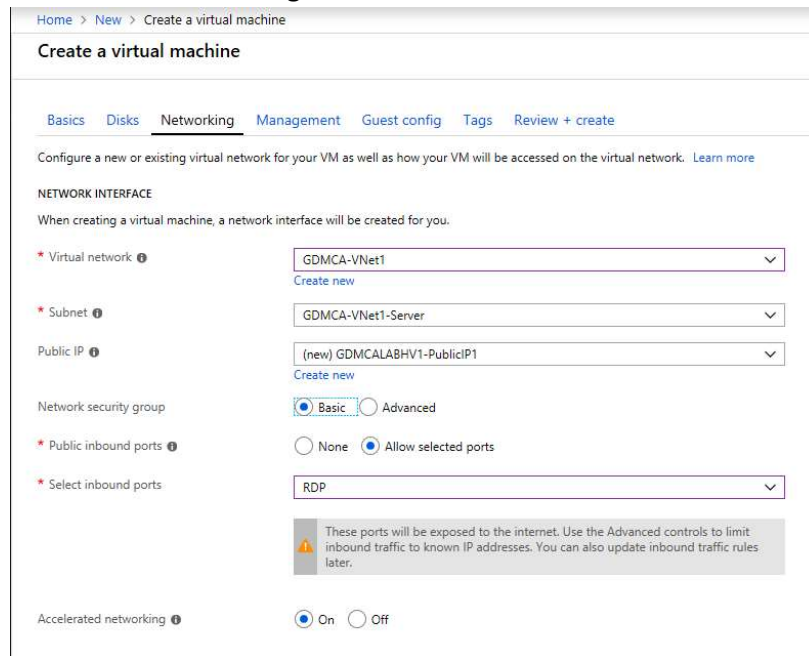 Home > New > Create a virtual machine
Create a virtual machine
Basics Disks Networking Management Guest config Tags Review + create
Configure a new or existing virtual network for your VM as well as how your VM will be accessed on the virtual network. Learn more
NETWORK INTERFACE
When creating a virtual machine, a network interface will be created for you.
* Virtual network
GDMCA-VNet1
Create new
* Subnet
GDMCA-VNet1-Server
Public IP
(new) GDMCALABHV1-PublicIP1
Create new
Network security group
Basic Advanced
* Public inbound ports
None Allow selected ports
* Select inbound ports
RDP
These ports will be exposed to the internet. Use the Advanced controls to limit
inbound traffic to known IP addresses. You can also update inbound traffic rules
later.
Accelerated networking
On Off